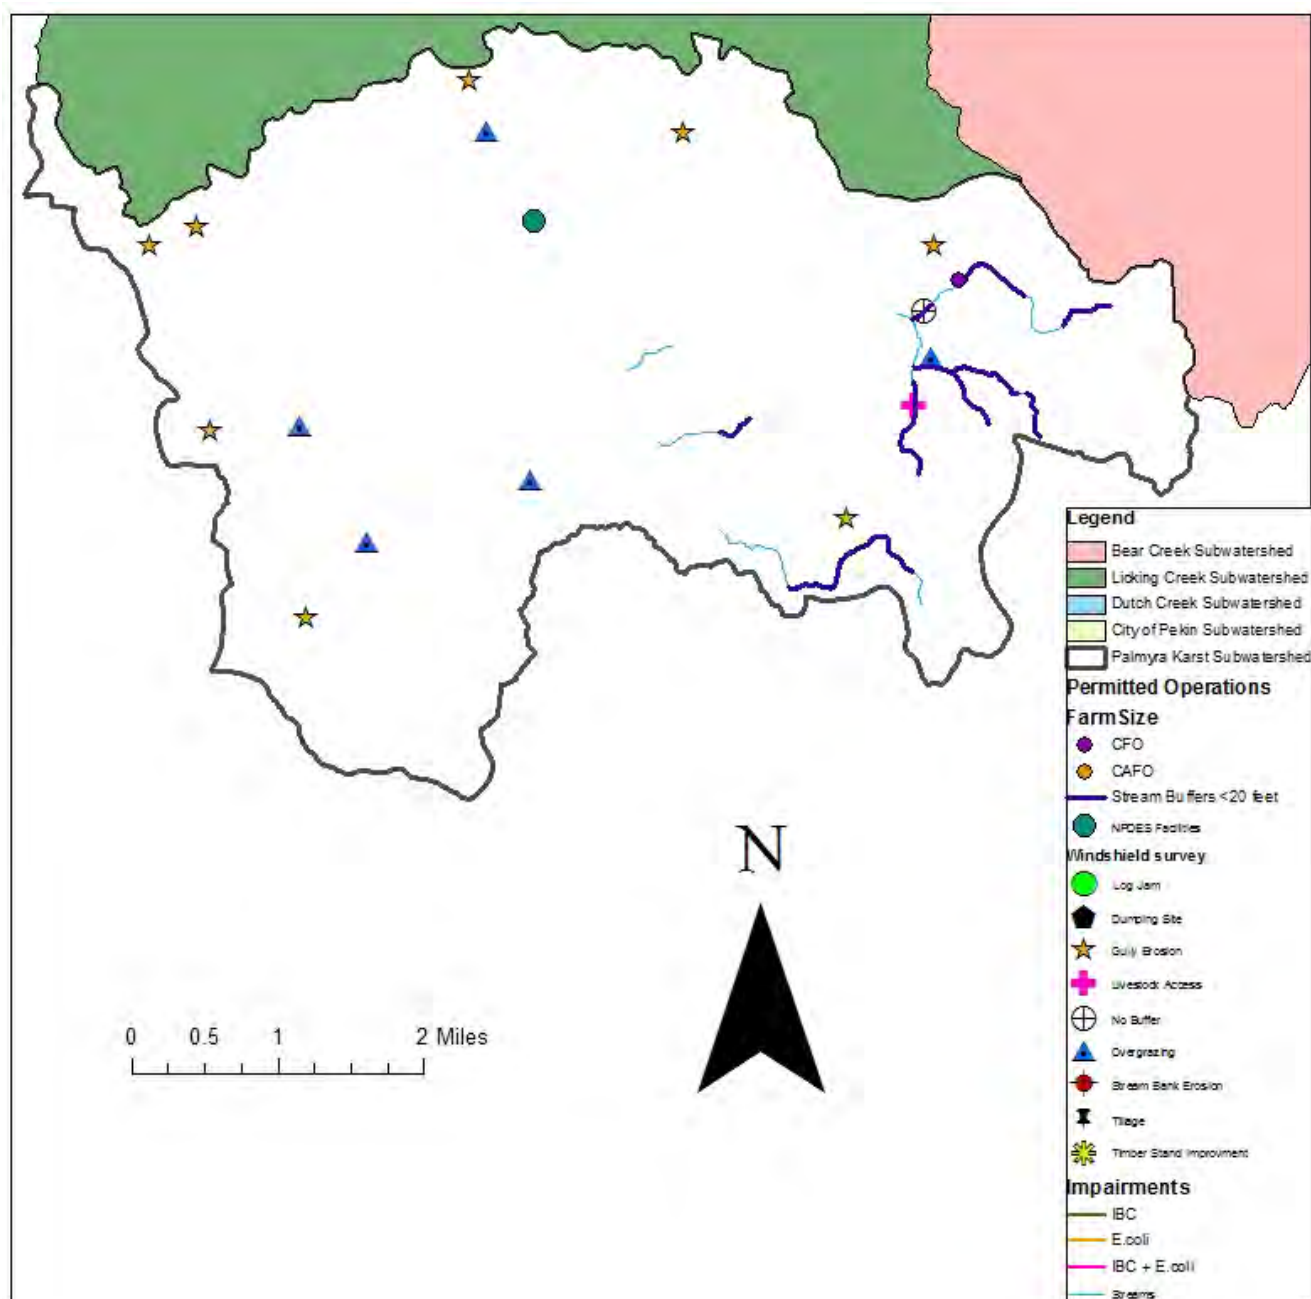 N
0 0.5 1 2 Miles
Legend
Bear Creek Subwatershed
Licking Creek Subwatershed
Dutch Creek Subwatershed
City of Pekin Subwatershed
Palmyra Karst Subwatershed
Permitted Operations
Farm Size
CFO
CAFO
Stream Buffers <20 feet
NPDES Facilities
Windshield survey
Log Jam
Dumping Site
Gully Erosion
Livestock Access
No Buffer
Overgrazing
Stream Bank Erosion
Tillage
Timber Stand Improvment
Impairments
IBC
E.coli
IBC + E.coli
Streams